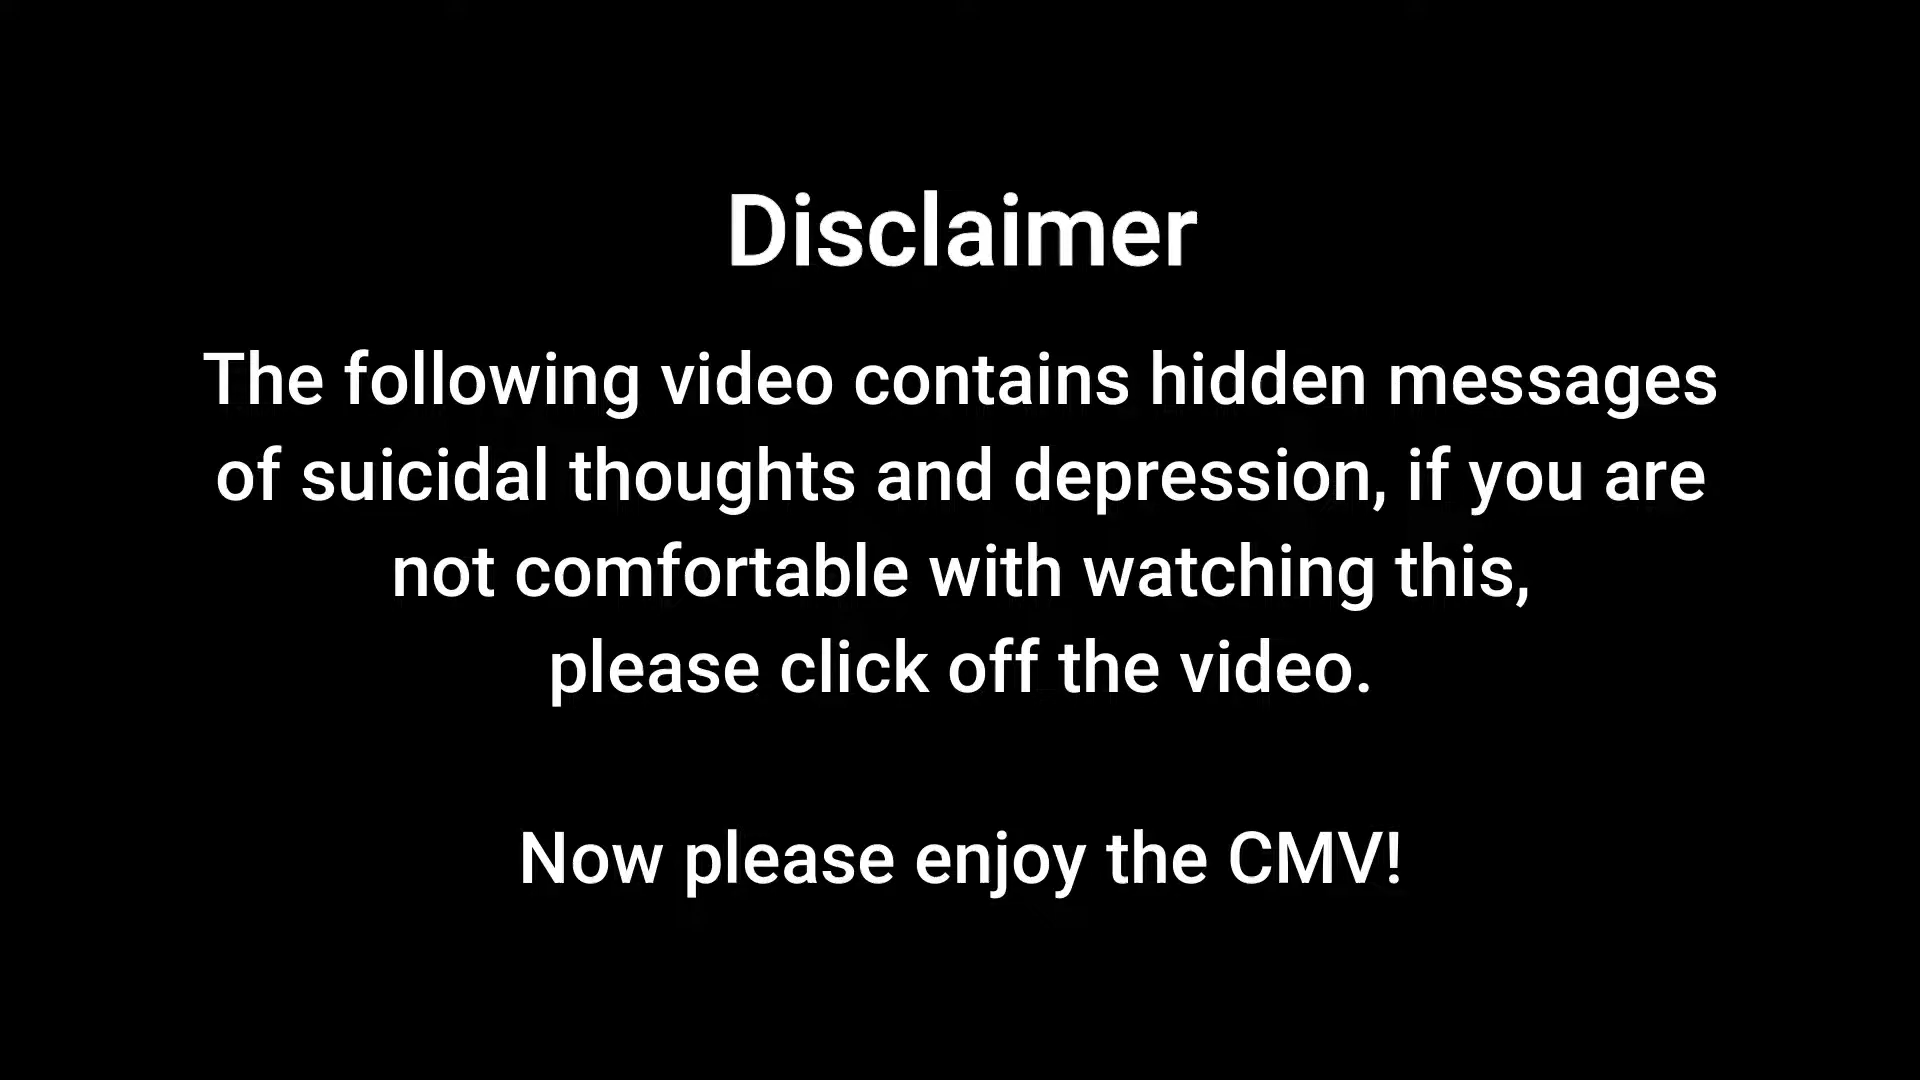 Disclaimer
The following video contains hidden messages
of suicidal thoughts and depression, if you are
not comfortable with watching this,
please click off the video.
Now please enjoy the CMV!